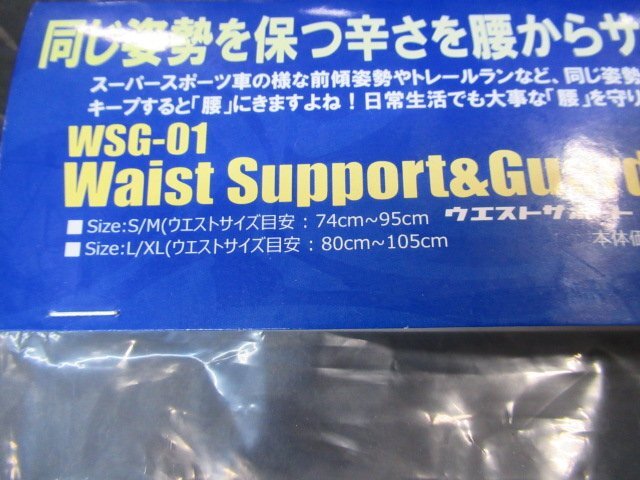 同じ姿勢を保つ辛さを腰からサ
スーパースポーツ車の様な前傾姿勢やトレールランなど、同じ姿勢
キープすると「腰」にきますよね！日常生活でも大事な「腰」を守り
WSG-01
Waist Support&Guard
■ Size:S/M(ウエストサイズ目安：74cm~95cm ウエストサポート
■ Size:L/XL(ウエストサイズ目安：80cm~105cm 本体価